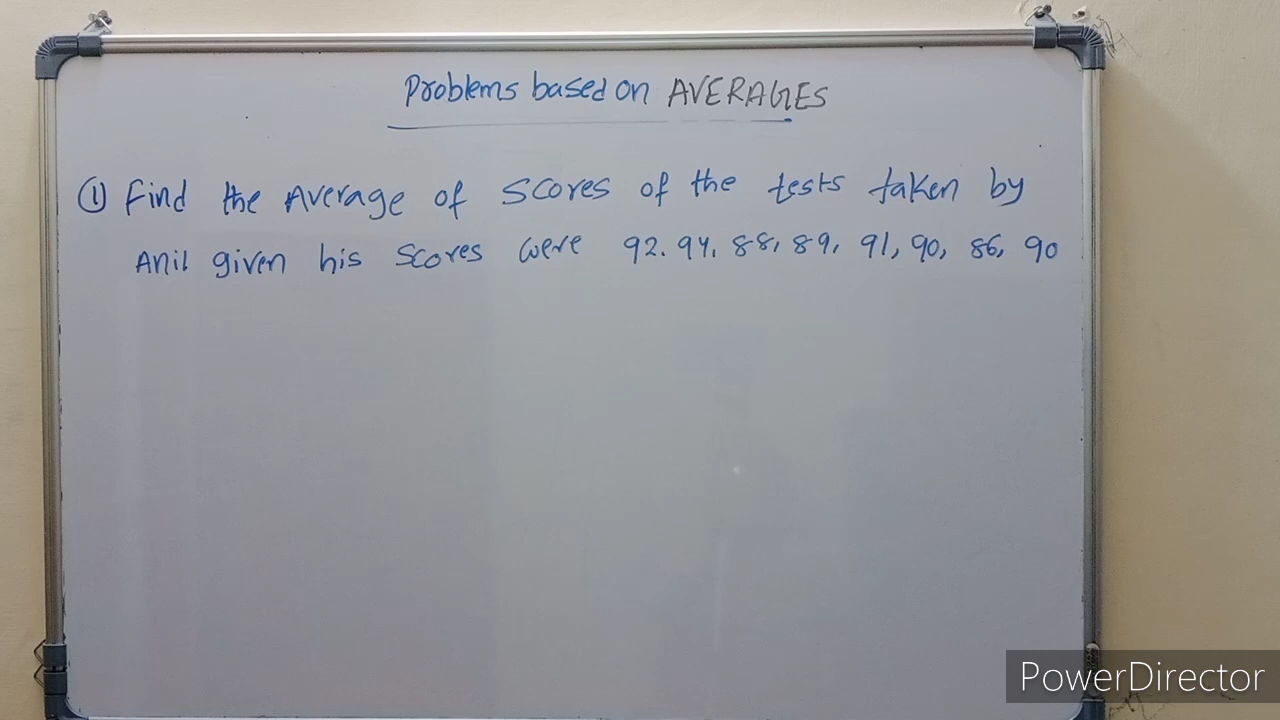 Problems based on AVERAGES
① Find the Average of scores of the tests taken by
Anil given his scores were 92. 94, 88, 89, 91, 90, 86, 90
PowerDirector